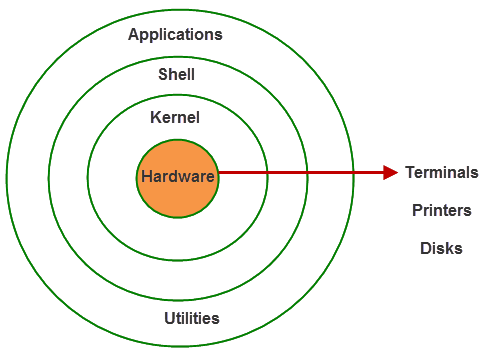 Applications
Shell
Kernel
Hardware
Terminals
Printers
Disks
Utilities